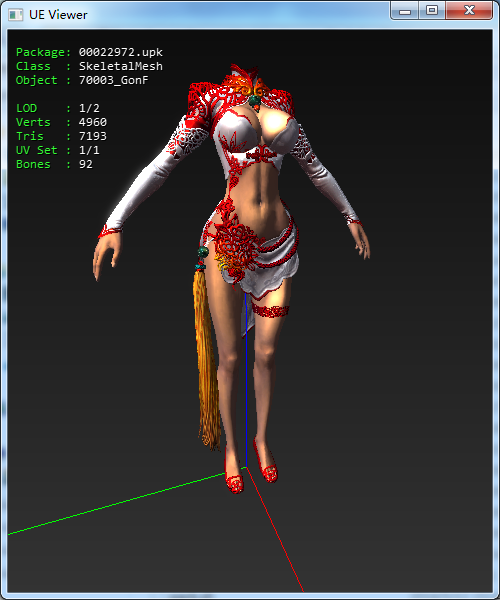 UE Viewer
Package: 00022972.upk
Class  : SkeletalMesh
Object : 70003_GonF
LOD    : 1/2
Verts  : 4960
Tris   : 7193
UV Set : 1/1
Bones  : 92